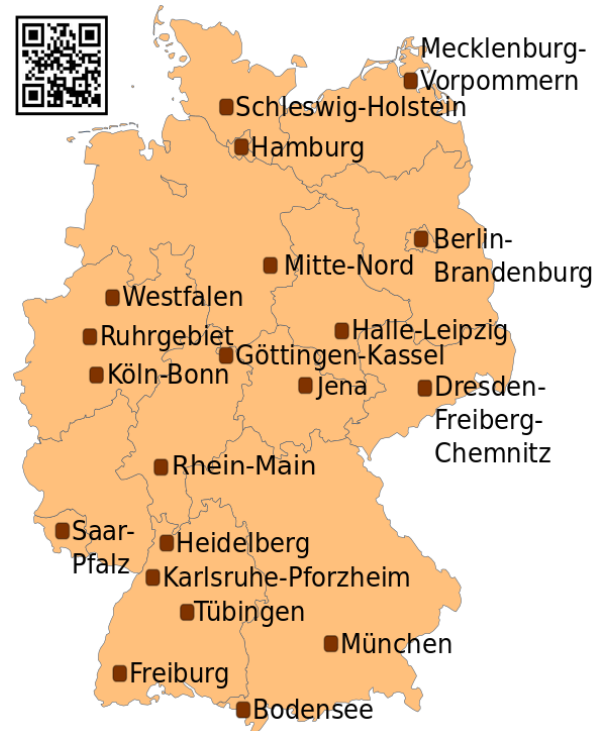 Mecklenburg-
Vorpommern
Schleswig-Holstein
Hamburg
Berlin-
Brandenburg
Mitte-Nord
Westfalen
Halle-Leipzig
Ruhrgebiet
Göttingen-Kassel
Köln-Bonn
Jena
Dresden-
Freiberg-
Chemnitz
Rhein-Main
Saar-
Pfalz
Heidelberg
Karlsruhe-Pforzheim
Tübingen
München
Freiburg
Bodensee